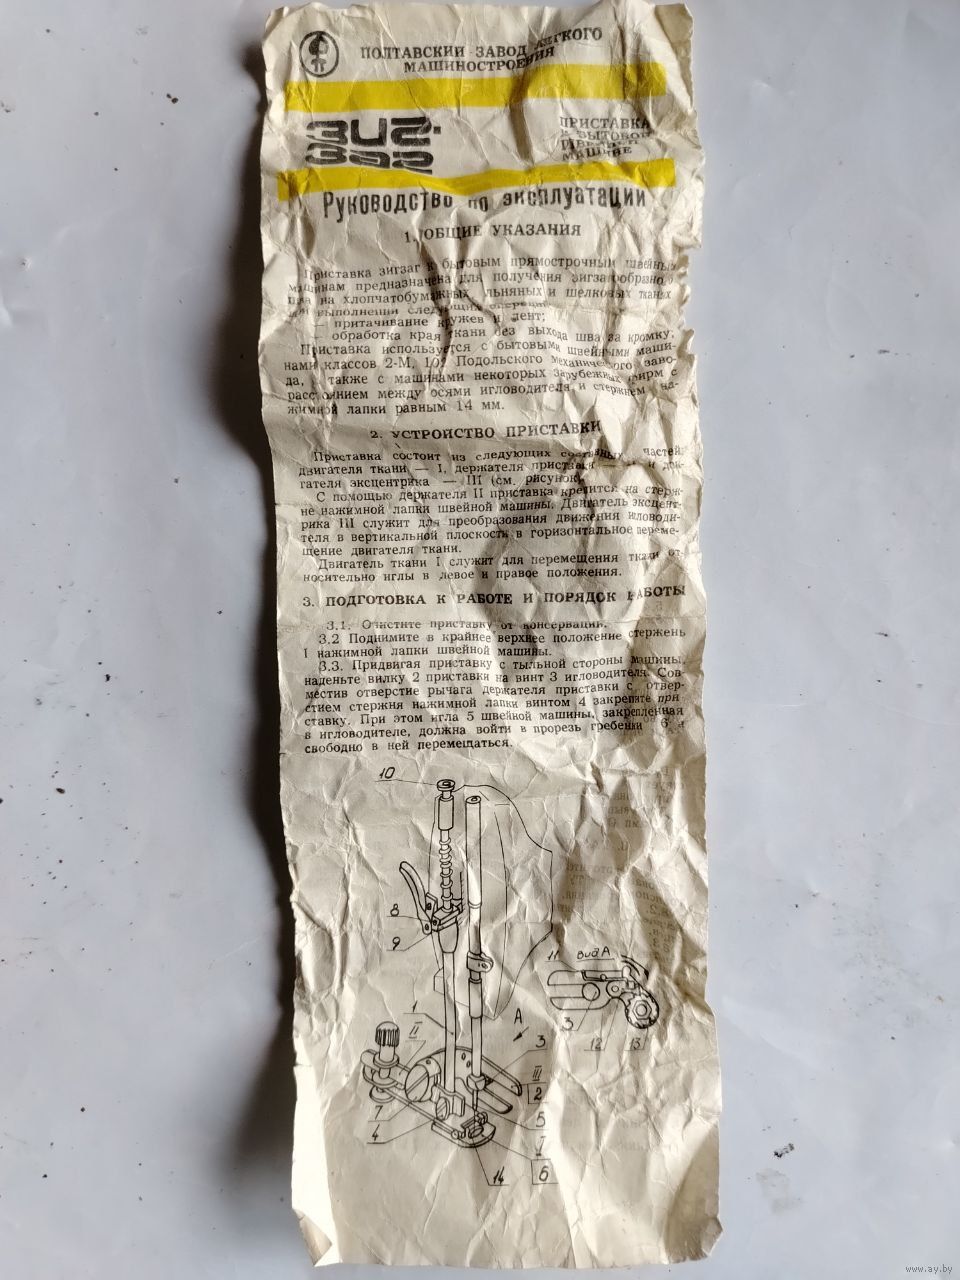 ПОЛТАВСКИЙ ЗАВОД ЛЕГКОГО
МАШИНОСТРОЕНИЯ
ЗИГ-
ЗАГ
ПРИСТАВКА
К БЫТОВОЙ
ШВЕЙНОЙ
МАШИНЕ
Руководство по эксплуатации
1. ОБЩИЕ УКАЗАНИЯ
Приставка зигзаг к бытовым прямострочным швейным
машинам предназначена для получения зигзагообразного
шва на хлопчатобумажных, льняных и шелковых тканях
при выполнении следующих операций:
— притачивание кружев и лент;
— обработка края ткани без выхода шва за кромку.
Приставка используется с бытовыми швейными маши-
нами классов 2-М, Подольского механического заво-
да, а также с машинами некоторых зарубежных фирм с
расстоянием между осями игловодителя и стержнем на-
жимной лапки равным 14 мм.
2. УСТРОЙСТВО ПРИСТАВКИ
Приставка состоит из следующих составных частей:
двигателя ткани — I, держателя приставки — и дви-
гателя эксцентрика — III (см. рисунок).
С помощью держателя II приставка крепится на стерж-
не нажимной лапки швейной машины. Двигатель эксцент-
рика III служит для преобразования движения игловоди-
теля в вертикальной плоскости в горизонтальное переме-
щение двигателя ткани.
Двигатель ткани I служит для перемещения ткани от-
носительно иглы в левое и правое положения.
3. ПОДГОТОВКА К РАБОТЕ И ПОРЯДОК РАБОТЫ
3.1. Очистите приставку от консервации.
3.2 Поднимите в крайнее верхнее положение стержень
1 нажимной лапки швейной машины.
3.3. Придвигая приставку с тыльной стороны машины,
наденьте вилку 2 приставки на винт 3 игловодителя. Сов-
местив отверстие рычага держателя приставки с отвер-
стием стержня нажимной лапки винтом 4 закрепите при-
ставку. При этом игла 5 швейной машины, закрепленная
в игловодителе, должна войти в прорезь гребенки 6 и
свободно в ней перемещаться.
10
8
9
11 вид А
3
12
13
1
II
А
3
III
2
7
4
5
I
14
6
www.ay.by